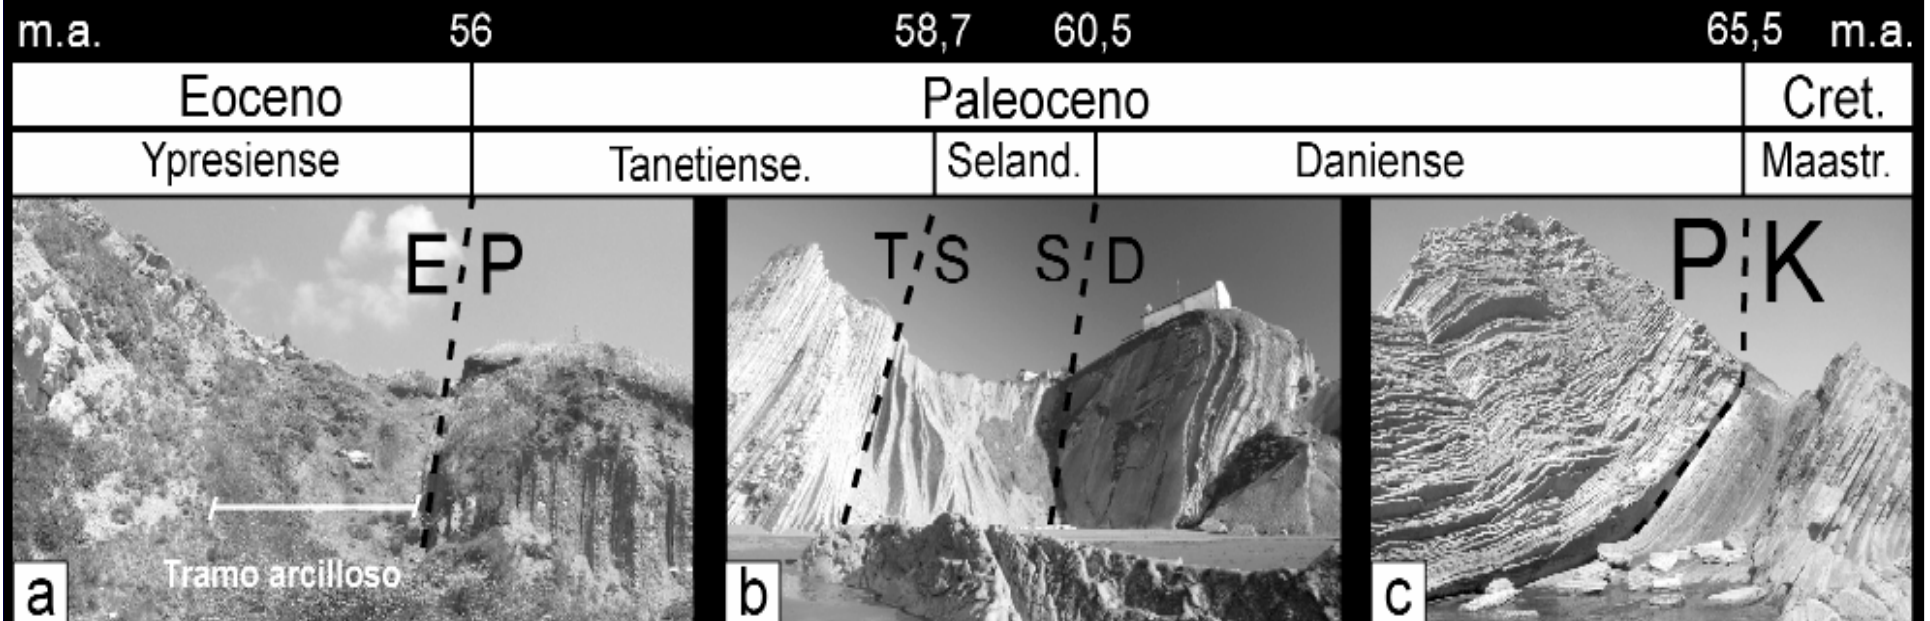 m.a. 56 58,7 60,5 65,5 m.a.
Eoceno Paleoceno Cret.
Ypresiense Tanetiense. Seland. Daniense Maastr.
E P T S S D P K
Tramo arcilloso
a b c